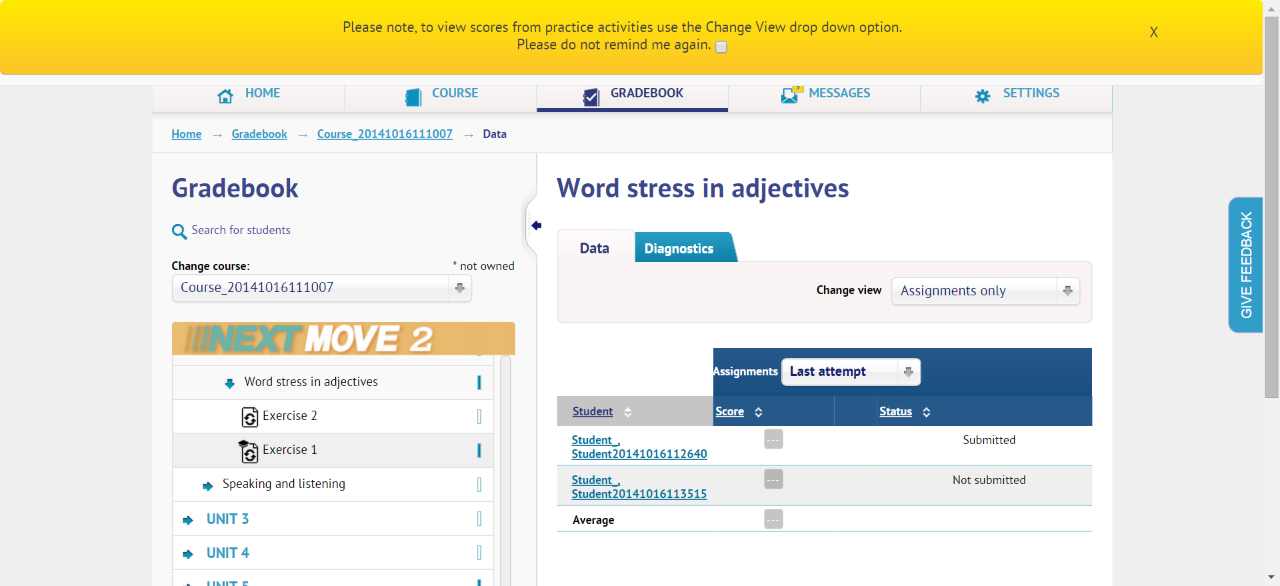 Please note, to view scores from practice activities use the Change View drop down option.
Please do not remind me again.
X
HOME
COURSE
GRADEBOOK
MESSAGES
SETTINGS
Home → Gradebook → Course_20141016111007 → Data
Gradebook
Search for students
Change course:
* not owned
Course_20141016111007
NEXT MOVE 2
Word stress in adjectives
Exercise 2
Exercise 1
Speaking and listening
UNIT 3
UNIT 4
UNIT 5
Word stress in adjectives
Data
Diagnostics
Change view
Assignments only
Assignments
Last attempt
Student
Score
Status
Student_,
Student20141016112640
---
Submitted
Student_,
Student20141016113515
---
Not submitted
Average
---
GIVE FEEDBACK